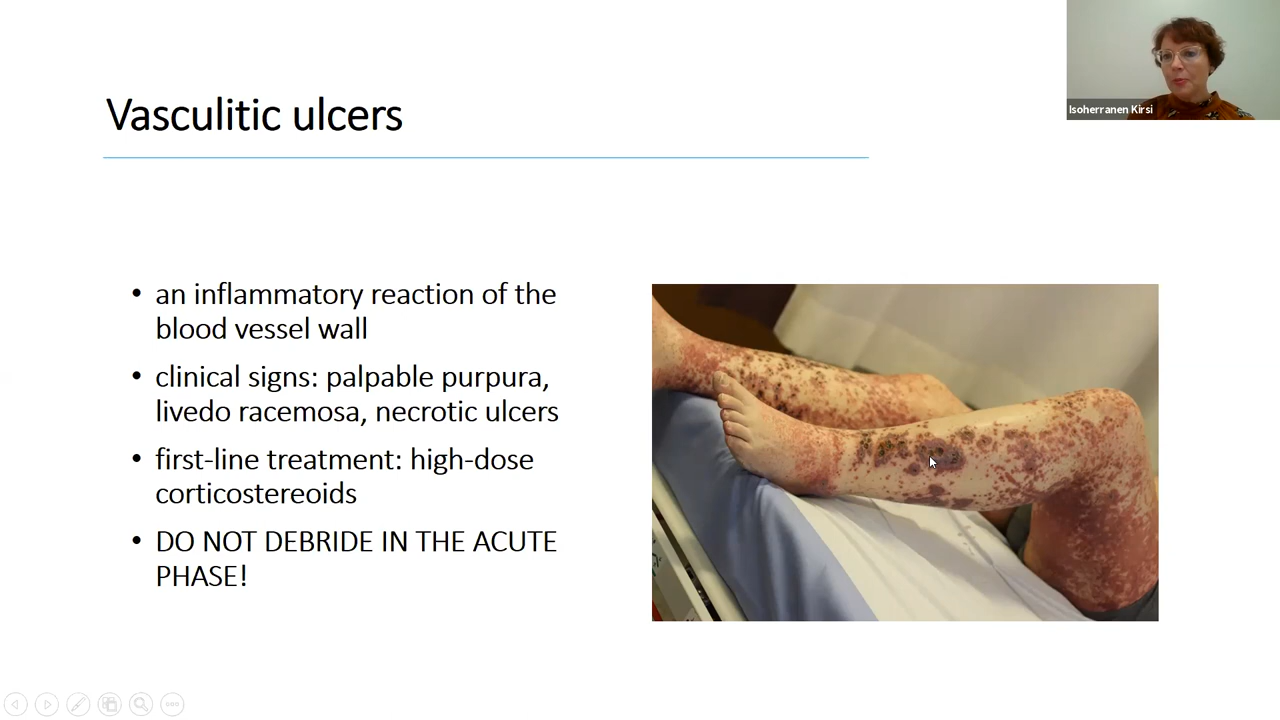 Isoherranen Kirsi
Vasculitic ulcers
• an inflammatory reaction of the
blood vessel wall
• clinical signs: palpable purpura,
livedo racemosa, necrotic ulcers
• first-line treatment: high-dose
corticostereoids
• DO NOT DEBRIDE IN THE ACUTE
PHASE!